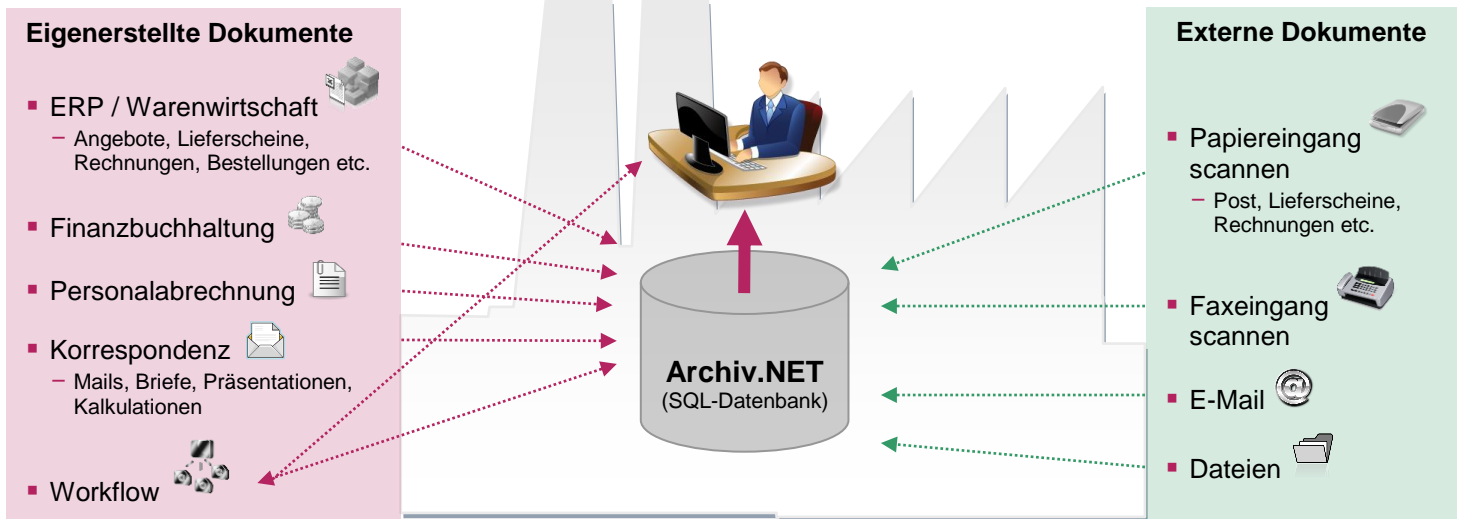 Eigenerstellte Dokumente
ERP / Warenwirtschaft
– Angebote, Lieferscheine,
Rechnungen, Bestellungen etc.
Finanzbuchhaltung
Personalabrechnung
Korrespondenz
– Mails, Briefe, Präsentationen,
Kalkulationen
Workflow
Archiv.NET
(SQL-Datenbank)
Externe Dokumente
Papiereingang
scannen
– Post, Lieferscheine,
Rechnungen etc.
Faxeingang
scannen
E-Mail
Dateien